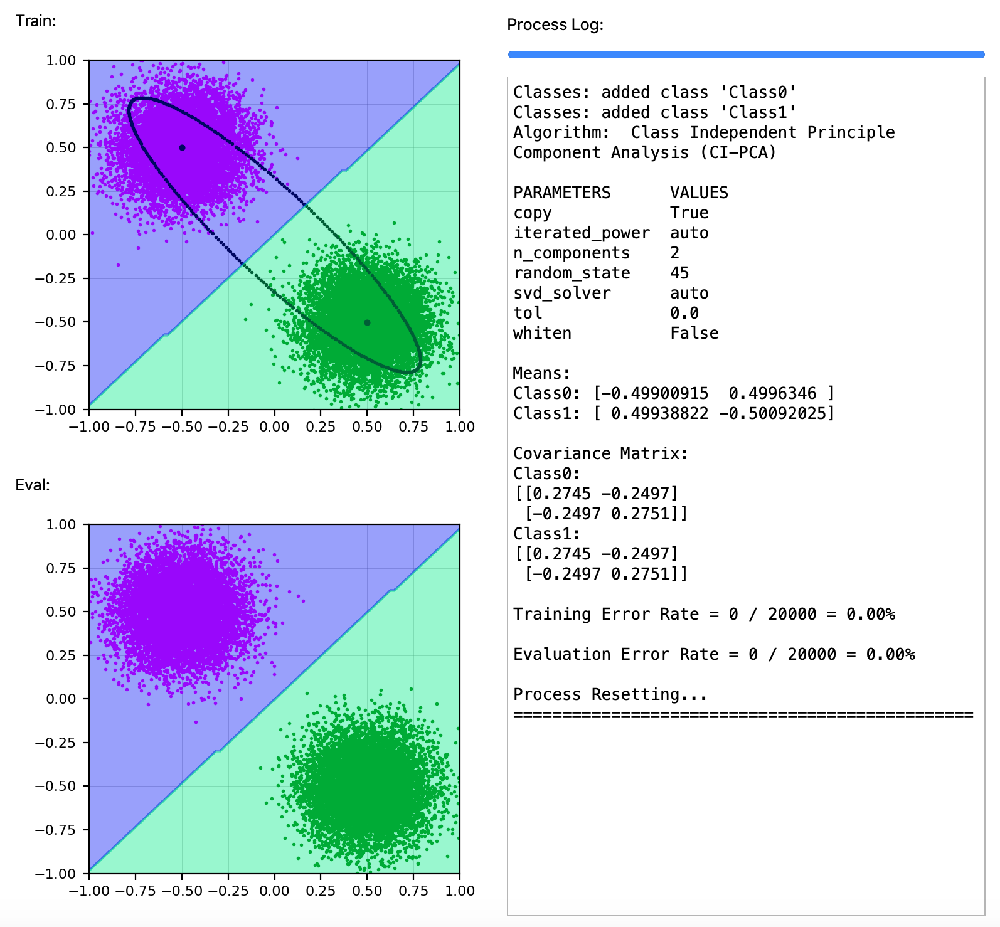 Train:
1.00
0.75
0.50
0.25
0.00
−0.25
−0.50
−0.75
−1.00
−1.00 −0.75 −0.50 −0.25 0.00 0.25 0.50 0.75 1.00
Eval:
1.00
0.75
0.50
0.25
0.00
−0.25
−0.50
−0.75
−1.00
−1.00 −0.75 −0.50 −0.25 0.00 0.25 0.50 0.75 1.00
Process Log:
Classes: added class 'Class0'
Classes: added class 'Class1'
Algorithm:  Class Independent Principle
Component Analysis (CI-PCA)
PARAMETERS      VALUES
copy            True
iterated_power  auto
n_components    2
random_state    45
svd_solver      auto
tol             0.0
whiten          False
Means:
Class0: [-0.49900915  0.4996346 ]
Class1: [ 0.49938822 -0.50092025]
Covariance Matrix:
Class0:
[[0.2745 -0.2497]
 [-0.2497 0.2751]]
Class1:
[[0.2745 -0.2497]
 [-0.2497 0.2751]]
Training Error Rate = 0 / 20000 = 0.00%
Evaluation Error Rate = 0 / 20000 = 0.00%
Process Resetting...
===============================================